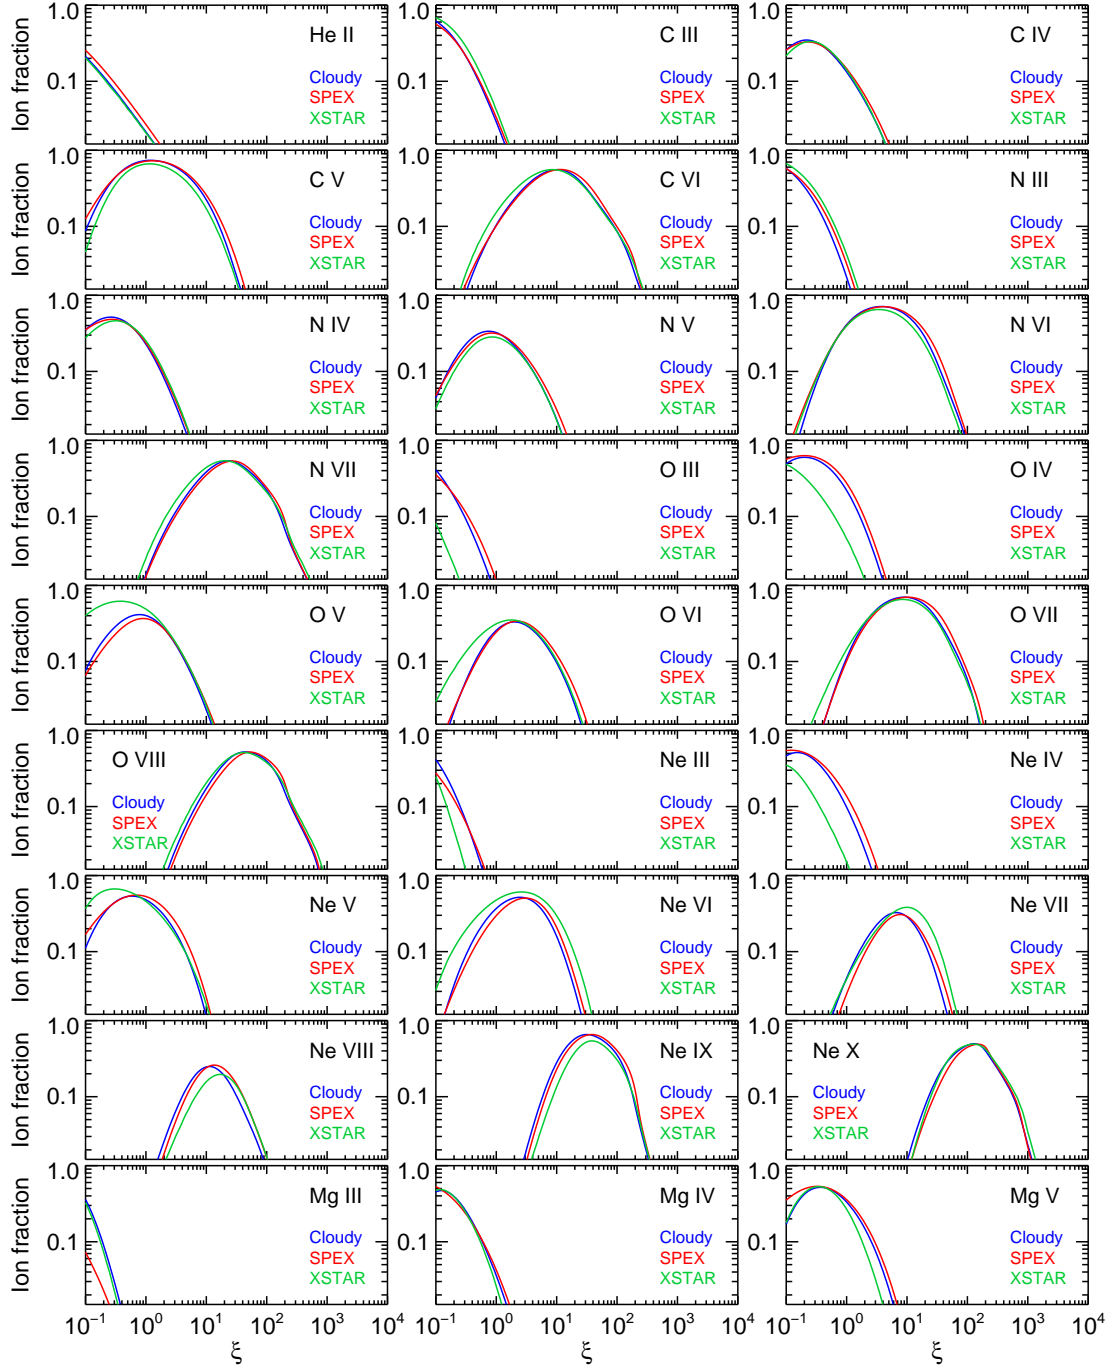 Ion fraction
1.0
0.1
He II
Cloudy
SPEX
XSTAR
C III
Cloudy
SPEX
XSTAR
C IV
Cloudy
SPEX
XSTAR
Ion fraction
1.0
0.1
C V
Cloudy
SPEX
XSTAR
1.0
0.1
C VI
Cloudy
SPEX
XSTAR
1.0
0.1
N III
Cloudy
SPEX
XSTAR
Ion fraction
1.0
0.1
N IV
Cloudy
SPEX
XSTAR
1.0
0.1
N V
Cloudy
SPEX
XSTAR
1.0
0.1
N VI
Cloudy
SPEX
XSTAR
Ion fraction
1.0
0.1
N VII
Cloudy
SPEX
XSTAR
1.0
0.1
O III
Cloudy
SPEX
XSTAR
1.0
0.1
O IV
Cloudy
SPEX
XSTAR
Ion fraction
1.0
0.1
O V
Cloudy
SPEX
XSTAR
1.0
0.1
O VI
Cloudy
SPEX
XSTAR
1.0
0.1
O VII
Cloudy
SPEX
XSTAR
Ion fraction
1.0
0.1
O VIII
Cloudy
SPEX
XSTAR
1.0
0.1
Ne III
Cloudy
SPEX
XSTAR
1.0
0.1
Ne IV
Cloudy
SPEX
XSTAR
Ion fraction
1.0
0.1
Ne V
Cloudy
SPEX
XSTAR
1.0
0.1
Ne VI
Cloudy
SPEX
XSTAR
1.0
0.1
Ne VII
Cloudy
SPEX
XSTAR
Ion fraction
1.0
0.1
Ne VIII
Cloudy
SPEX
XSTAR
1.0
0.1
Ne IX
Cloudy
SPEX
XSTAR
1.0
0.1
Ne X
Cloudy
SPEX
XSTAR
Ion fraction
1.0
0.1
Mg III
Cloudy
SPEX
XSTAR
1.0
0.1
Mg IV
Cloudy
SPEX
XSTAR
1.0
0.1
Mg V
Cloudy
SPEX
XSTAR
10⁻¹ 10⁰ 10¹ 10² 10³ 10⁴
ξ
10⁻¹ 10⁰ 10¹ 10² 10³ 10⁴
ξ
10⁻¹ 10⁰ 10¹ 10² 10³ 10⁴
ξ